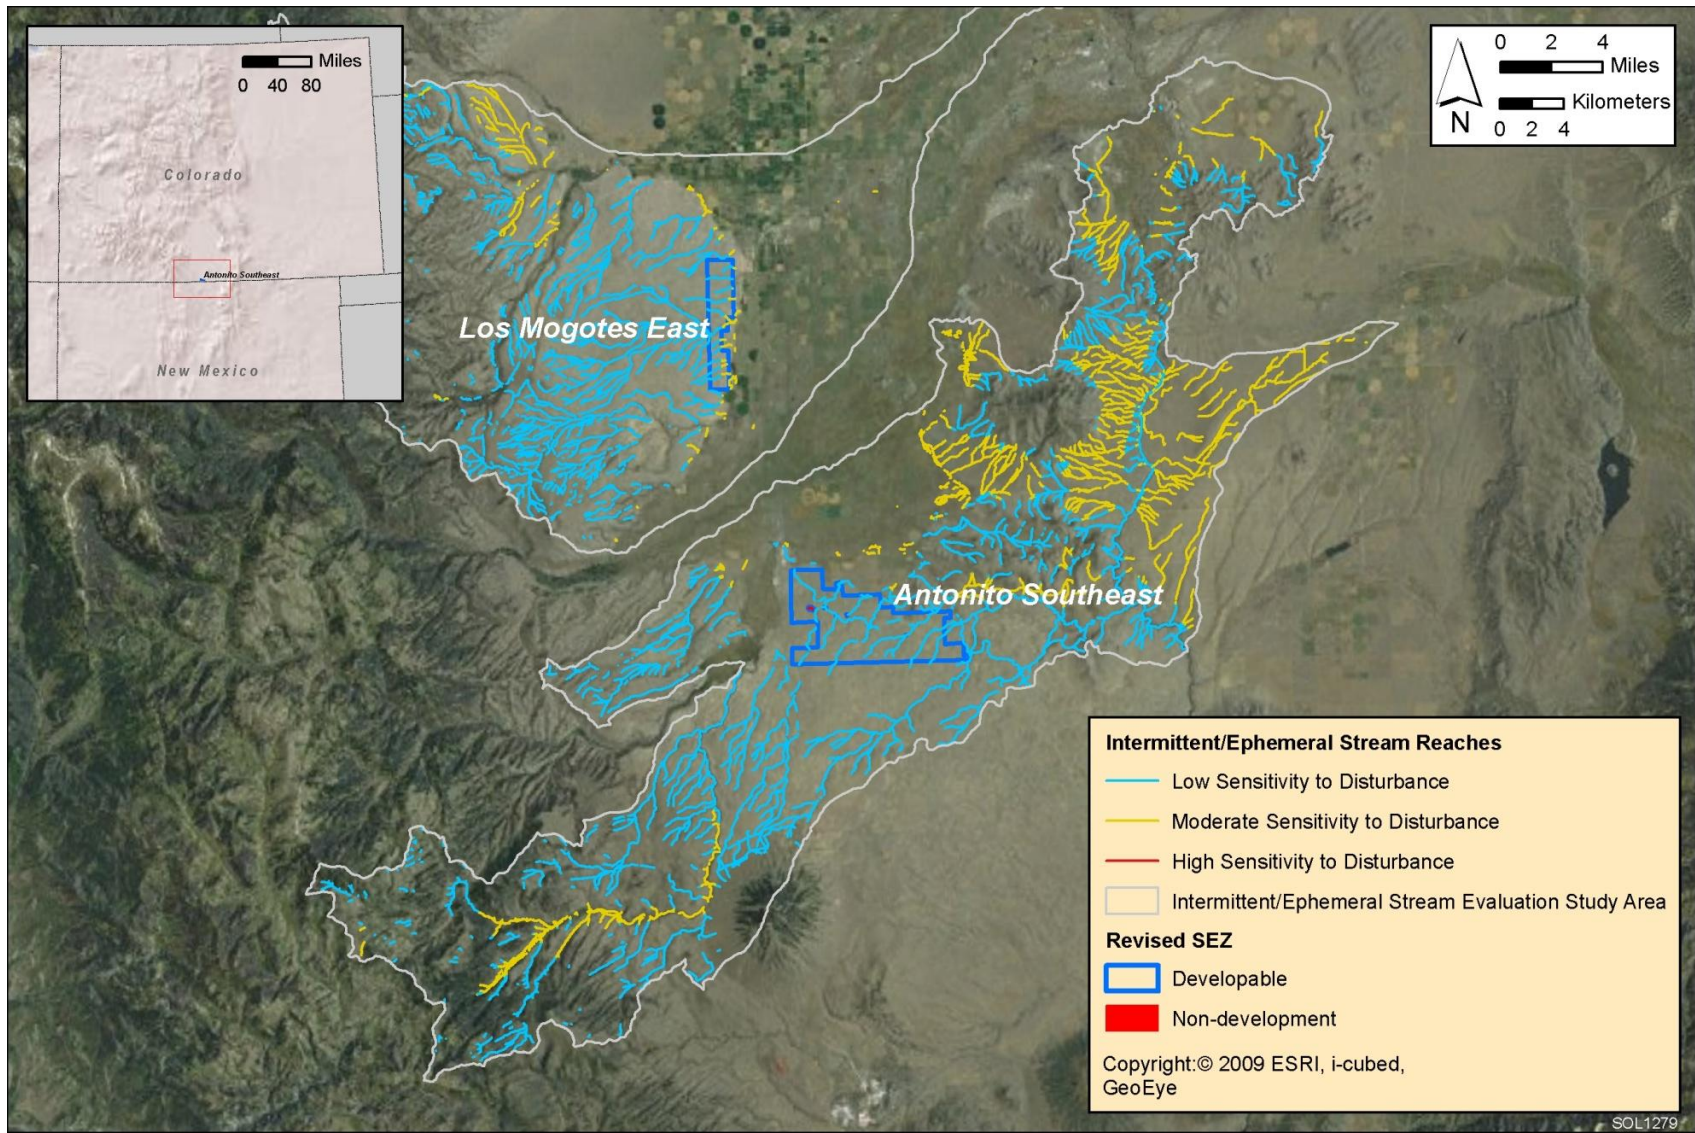 Miles
0 40 80
Colorado
Antonito Southeast
New Mexico
0 2 4
Miles
Kilometers
0 2 4
N
Los Mogotes East
Antonito Southeast
Intermittent/Ephemeral Stream Reaches
Low Sensitivity to Disturbance
Moderate Sensitivity to Disturbance
High Sensitivity to Disturbance
Intermittent/Ephemeral Stream Evaluation Study Area
Revised SEZ
Developable
Non-development
Copyright:© 2009 ESRI, i-cubed,
GeoEye
SOL1279